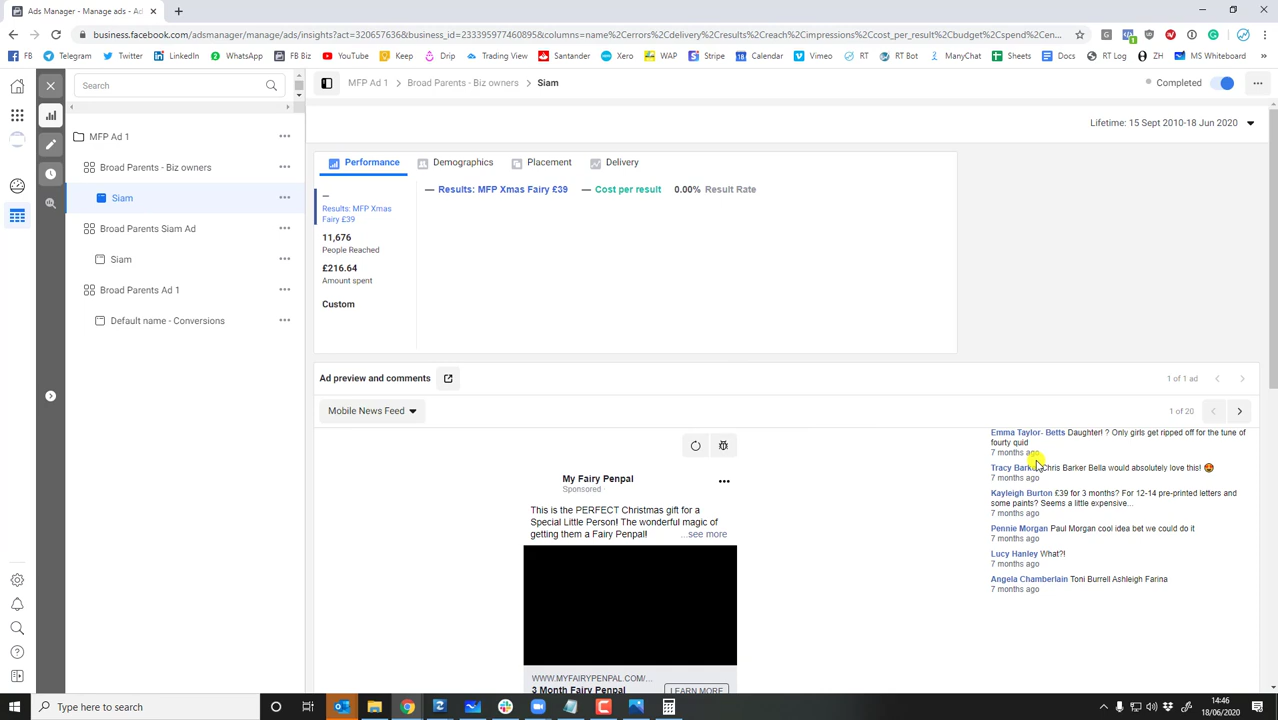 Ads Manager - Manage ads - Ad
business.facebook.com/adsmanager/manage/ads/insights?act=320657636&business_id=233395977460895&columns=name%2Cerrors%2Cdelivery%2Cresults%2Creach%2Cimpressions%2Ccost_per_result%2Cbudget%2Cspend%2Cen...
FB
Telegram
Twitter
LinkedIn
WhatsApp
FB Biz
YouTube
Keep
Drip
Trading View
Santander
Xero
WAP
Stripe
Calendar
Vimeo
RT
RT Bot
ManyChat
Sheets
Docs
RT Log
ZH
MS Whiteboard
Search
MFP Ad 1
Broad Parents - Biz owners
Siam
Completed
Lifetime: 15 Sept 2010-18 Jun 2020
MFP Ad 1
Broad Parents - Biz owners
Siam
Broad Parents Siam Ad
Siam
Broad Parents Ad 1
Default name - Conversions
Performance
Demographics
Placement
Delivery
—
Results: MFP Xmas
Fairy £39
11,676
People Reached
£216.64
Amount spent
Custom
Results: MFP Xmas Fairy £39
Cost per result
0.00% Result Rate
Ad preview and comments
1 of 1 ad
Mobile News Feed
1 of 20
My Fairy Penpal
Sponsored
This is the PERFECT Christmas gift for a
Special Little Person! The wonderful magic of
getting them a Fairy Penpal! ...see more
WWW.MYFAIRYPENPAL.COM/...
3 Month Fairy Penpal
LEARN MORE
Emma Taylor- Betts Daughter! ? Only girls get ripped off for the tune of
fourty quid
7 months ago
Tracy Barker Chris Barker Bella would absolutely love this! 😍
7 months ago
Kayleigh Burton £39 for 3 months? For 12-14 pre-printed letters and
some paints? Seems a little expensive...
7 months ago
Pennie Morgan Paul Morgan cool idea bet we could do it
7 months ago
Lucy Hanley What?!
7 months ago
Angela Chamberlain Toni Burrell Ashleigh Farina
7 months ago
Type here to search
14:46
18/06/2020